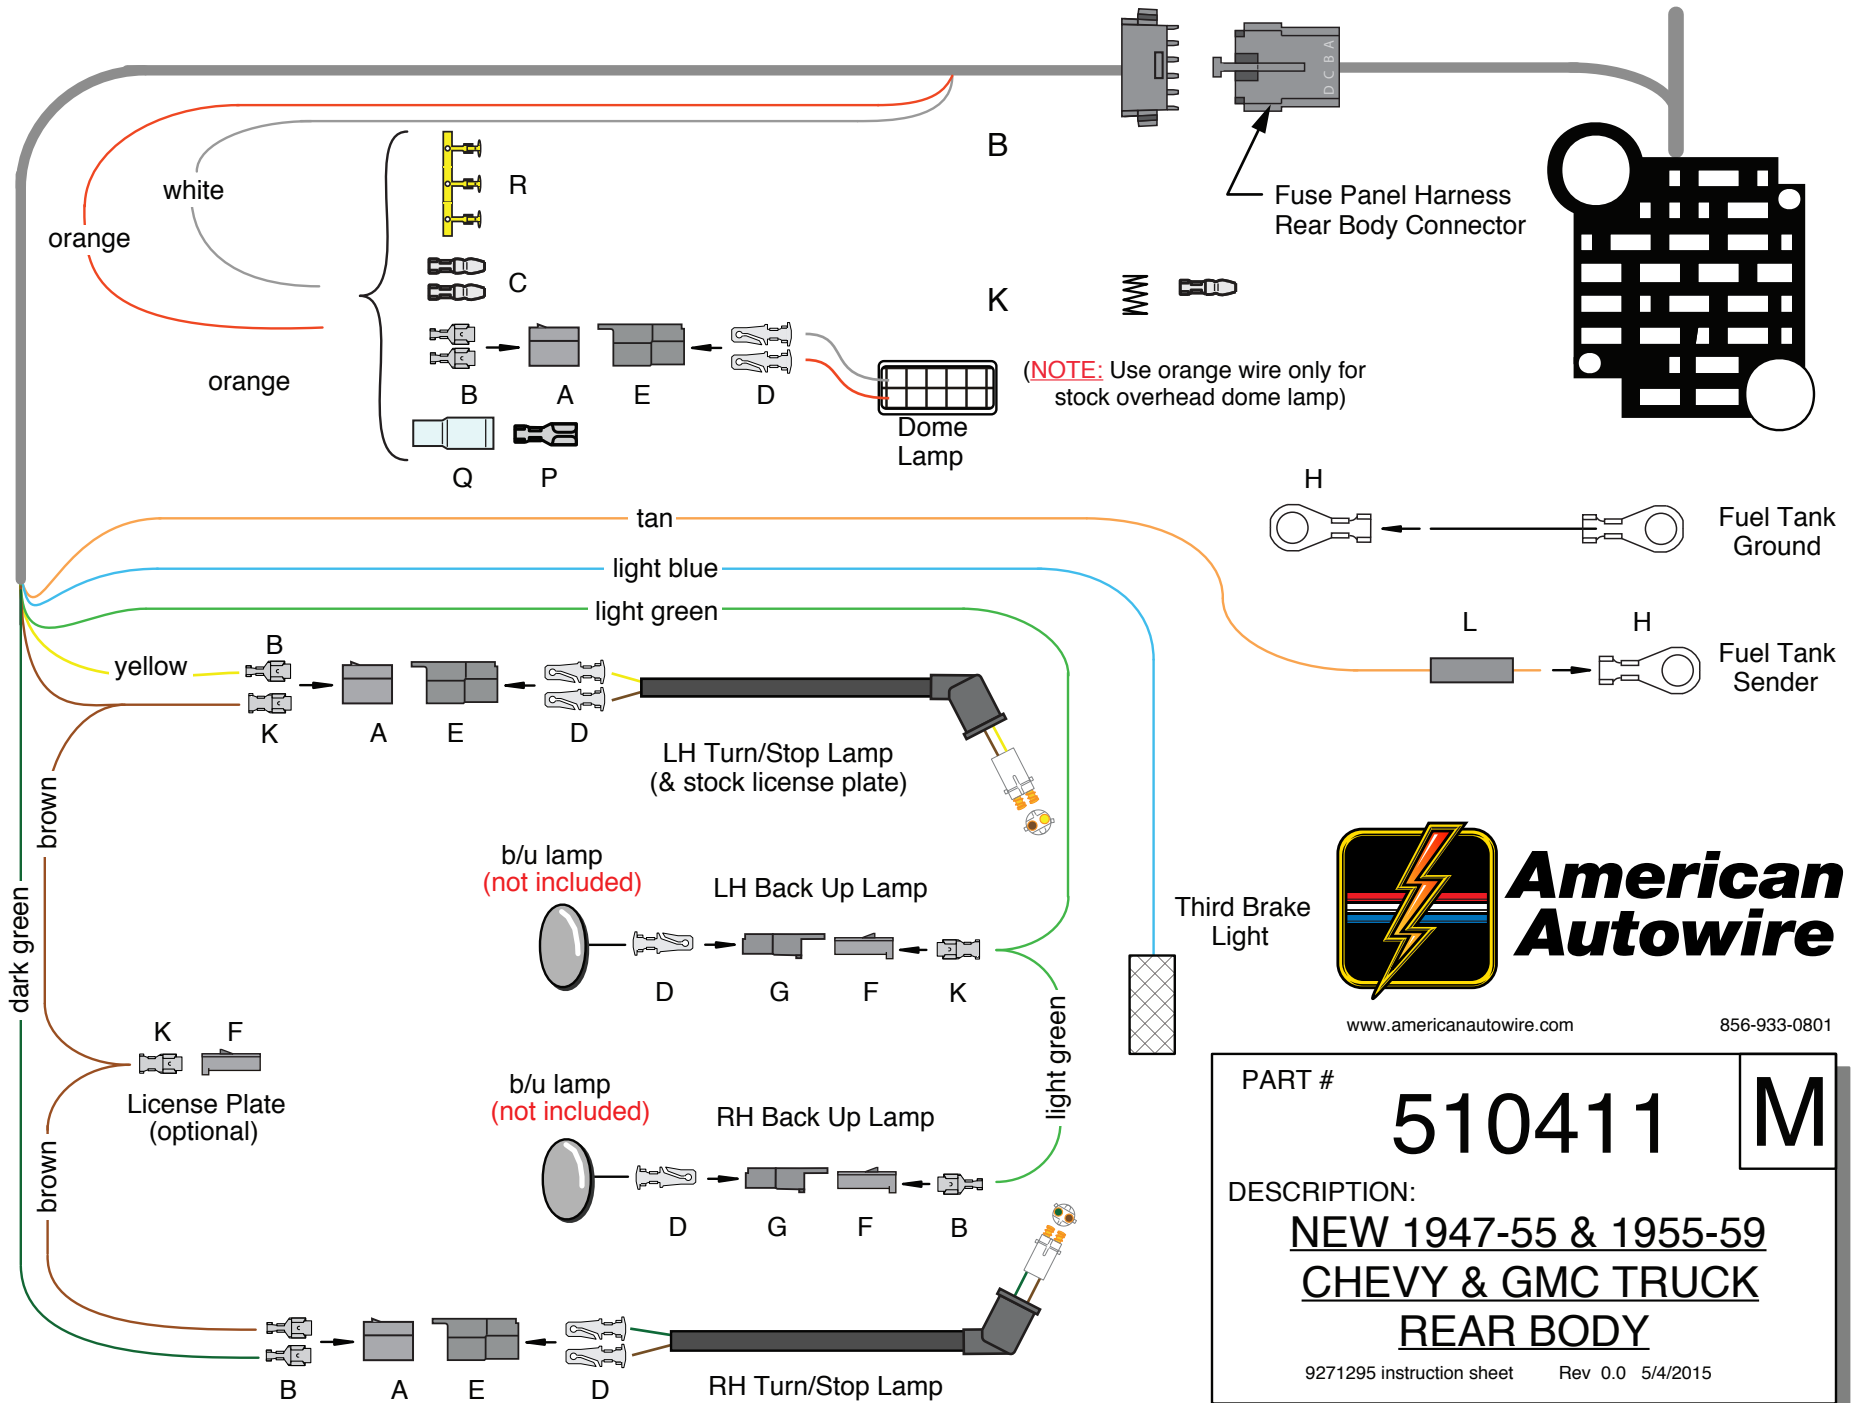 D C B A
B
Fuse Panel Harness
Rear Body Connector
white
orange
R
C
K
orange
B
A
E
D
(NOTE: Use orange wire only for
stock overhead dome lamp)
Dome
Lamp
Q
P
H
Fuel Tank
Ground
tan
light blue
light green
L
H
Fuel Tank
Sender
B
yellow
K
A
E
D
LH Turn/Stop Lamp
(& stock license plate)
brown
dark green
b/u lamp
(not included)
LH Back Up Lamp
D
G
F
K
Third Brake
Light
American
Autowire
www.americanautowire.com
856-933-0801
K
F
License Plate
(optional)
light green
b/u lamp
(not included)
RH Back Up Lamp
D
G
F
B
brown
B
A
E
D
RH Turn/Stop Lamp
PART #
510411
M
DESCRIPTION:
NEW 1947-55 & 1955-59
CHEVY & GMC TRUCK
REAR BODY
9271295 instruction sheet Rev 0.0 5/4/2015